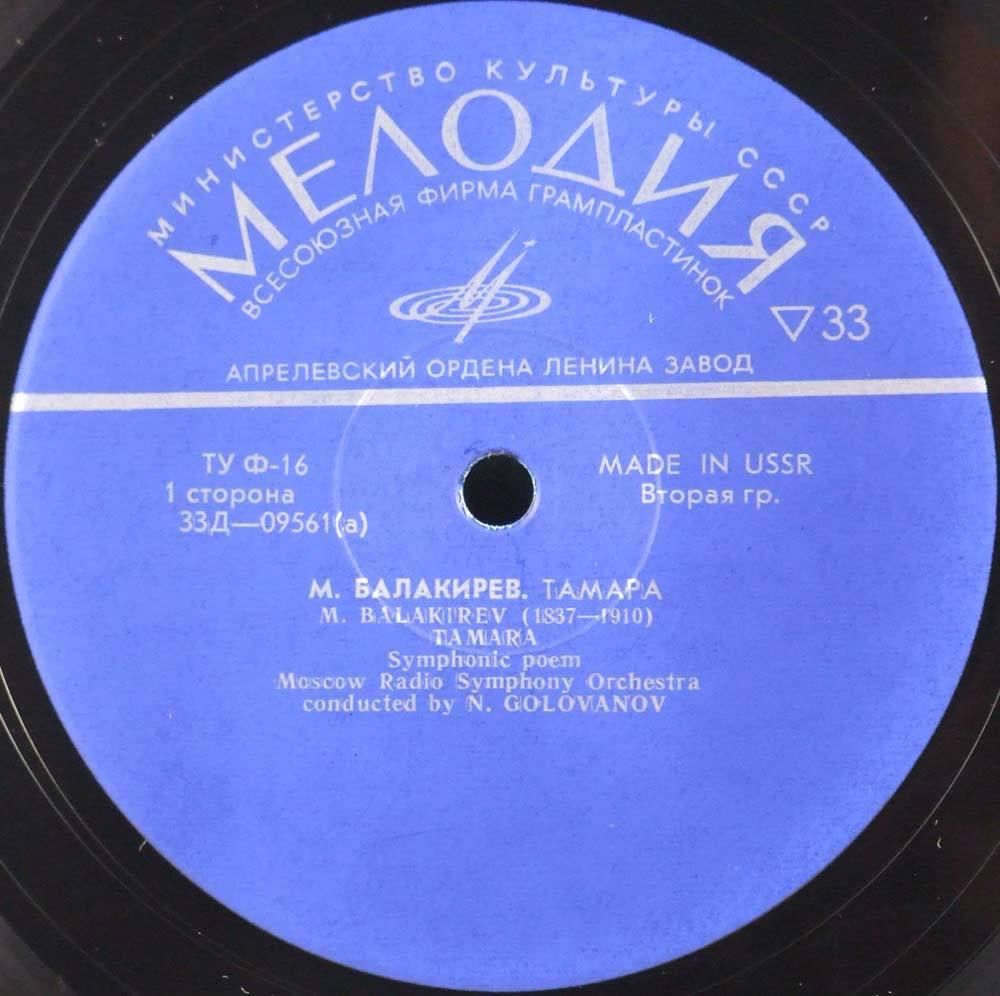 МИНИСТЕРСТВО КУЛЬТУРЫ СССР
МЕЛОДИЯ
ВСЕСОЮЗНАЯ ФИРМА ГРАМПЛАСТИНОК
▽33
АПРЕЛЕВСКИЙ ОРДЕНА ЛЕНИНА ЗАВОД
ТУ Ф-16
1 сторона
33Д—09561(а)
MADE IN USSR
Вторая гр.
М. БАЛАКИРЕВ. ТАМАРА
M. BALAKIREV (1837—1910)
TAMARA
Symphonic poem
Moscow Radio Symphony Orchestra
conducted by N. GOLOVANOV